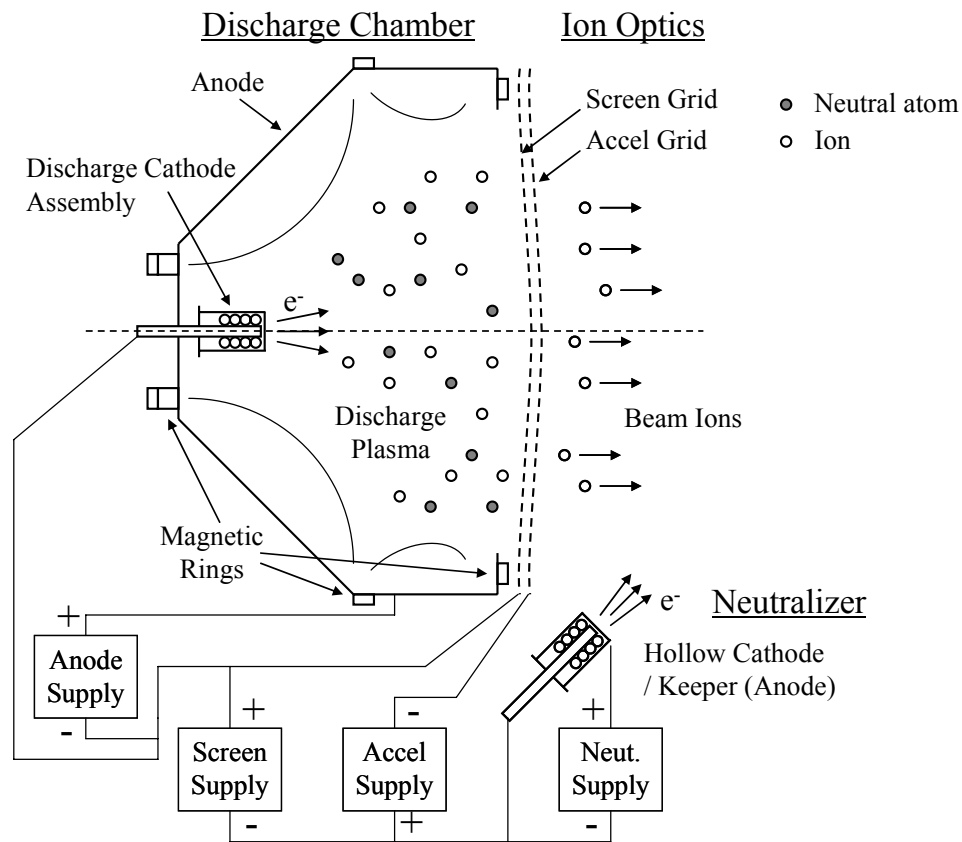 Discharge Chamber
Ion Optics
Anode
Screen Grid
Accel Grid
Neutral atom
Ion
Discharge Cathode
Assembly
e-
Discharge
Plasma
Beam Ions
Magnetic
Rings
e-
Neutralizer
Hollow Cathode
/ Keeper (Anode)
+
Anode
Supply
-
+
Screen
Supply
-
-
Accel
Supply
+
+
Neut.
Supply
-